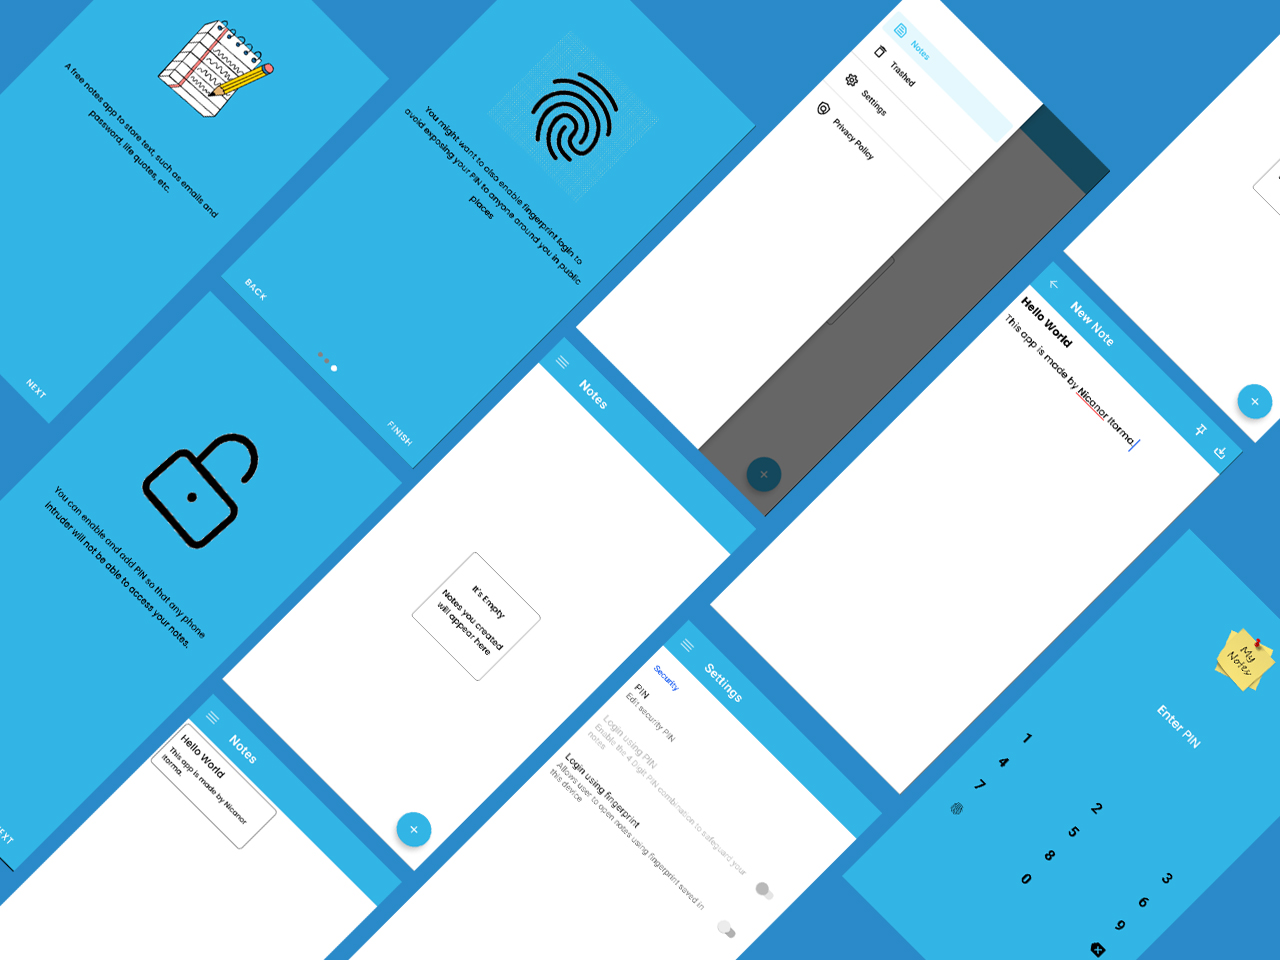 A free notes app to store text, such as emails and
password, life quotes, etc.
NEXT
You might want to also enable fingerprint login to
avoid exposing your PIN to anyone around you in public
places
BACK
FINISH
Notes
Trashed
Settings
Privacy Policy
New Note
Hello World
This app is made by Nicanor Itorma.
You can enable and add PIN so that any phone
intruder will not be able to access your notes.
Notes
It's Empty
Notes you created
will appear here
Notes
Hello World
This app is made by Nicanor
Itorma.
Settings
Security
PIN
Edit security PIN
Login using PIN
Enable the 4 Digit PIN combination to safeguard your
notes.
Login using fingerprint
Allows user to open notes using fingerprint saved in
this device
My
Notes
Enter PIN
1 2 3
4 5 6
7 8 9
0